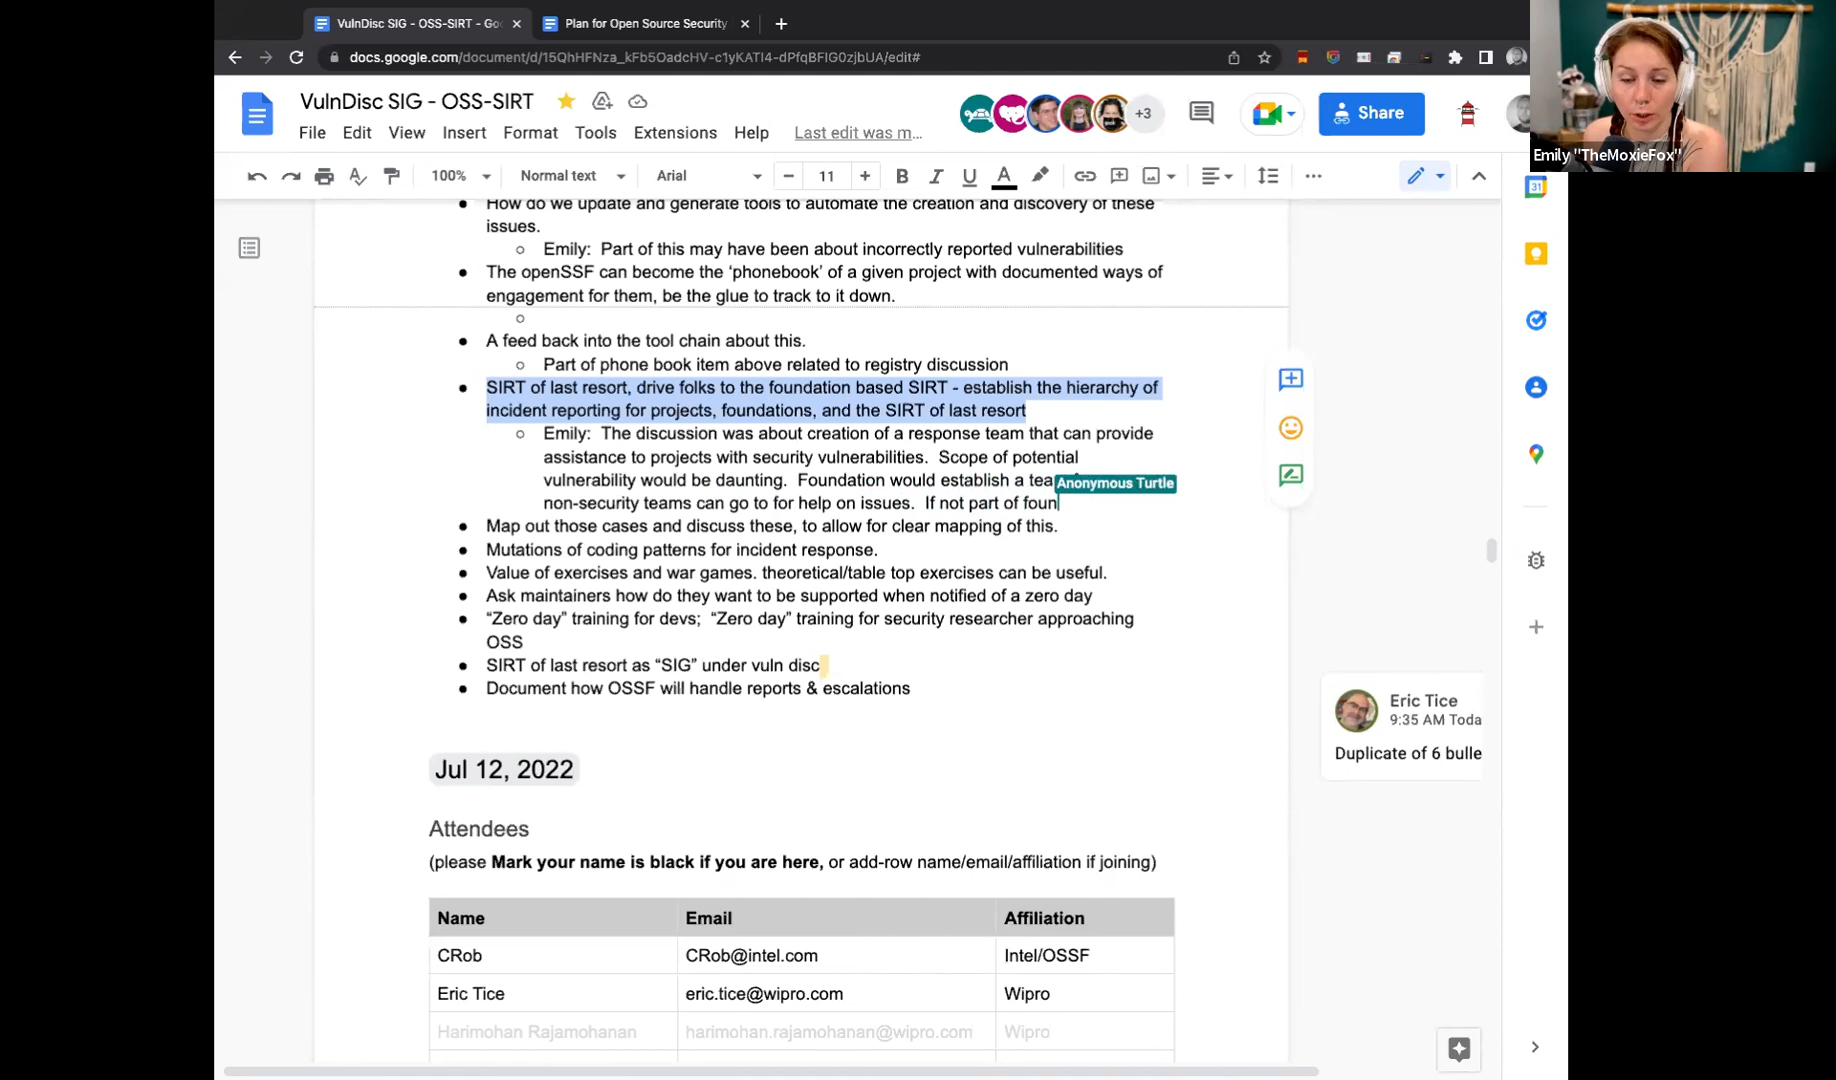 VulnDisc SIG - OSS-SIRT - Goo
Plan for Open Source Security
docs.google.com/document/d/15QhHFNza_kFb5OadcHV-c1yKATI4-dPfqBFIG0zjbUA/edit#
VulnDisc SIG - OSS-SIRT
+3
Share
Emily "TheMoxieFox"
File Edit View Insert Format Tools Extensions Help Last edit was m...
100% Normal text Arial 11 B I U A
31
How do we update and generate tools to automate the creation and discovery of these
issues.
Emily: Part of this may have been about incorrectly reported vulnerabilities
The openSSF can become the ‘phonebook’ of a given project with documented ways of
engagement for them, be the glue to track to it down.
A feed back into the tool chain about this.
Part of phone book item above related to registry discussion
SIRT of last resort, drive folks to the foundation based SIRT - establish the hierarchy of
incident reporting for projects, foundations, and the SIRT of last resort
Emily: The discussion was about creation of a response team that can provide
assistance to projects with security vulnerabilities. Scope of potential
vulnerability would be daunting. Foundation would establish a tea
Anonymous Turtle
non-security teams can go to for help on issues. If not part of foun
Map out those cases and discuss these, to allow for clear mapping of this.
Mutations of coding patterns for incident response.
Value of exercises and war games. theoretical/table top exercises can be useful.
Ask maintainers how do they want to be supported when notified of a zero day
“Zero day” training for devs; “Zero day” training for security researcher approaching
OSS
SIRT of last resort as “SIG” under vuln disc
Document how OSSF will handle reports & escalations
Eric Tice
9:35 AM Toda
Duplicate of 6 bulle
Jul 12, 2022
Attendees
(please Mark your name is black if you are here, or add-row name/email/affiliation if joining)
Name Email Affiliation
CRob CRob@intel.com Intel/OSSF
Eric Tice eric.tice@wipro.com Wipro
Harimohan Rajamohanan harimohan.rajamohanan@wipro.com Wipro